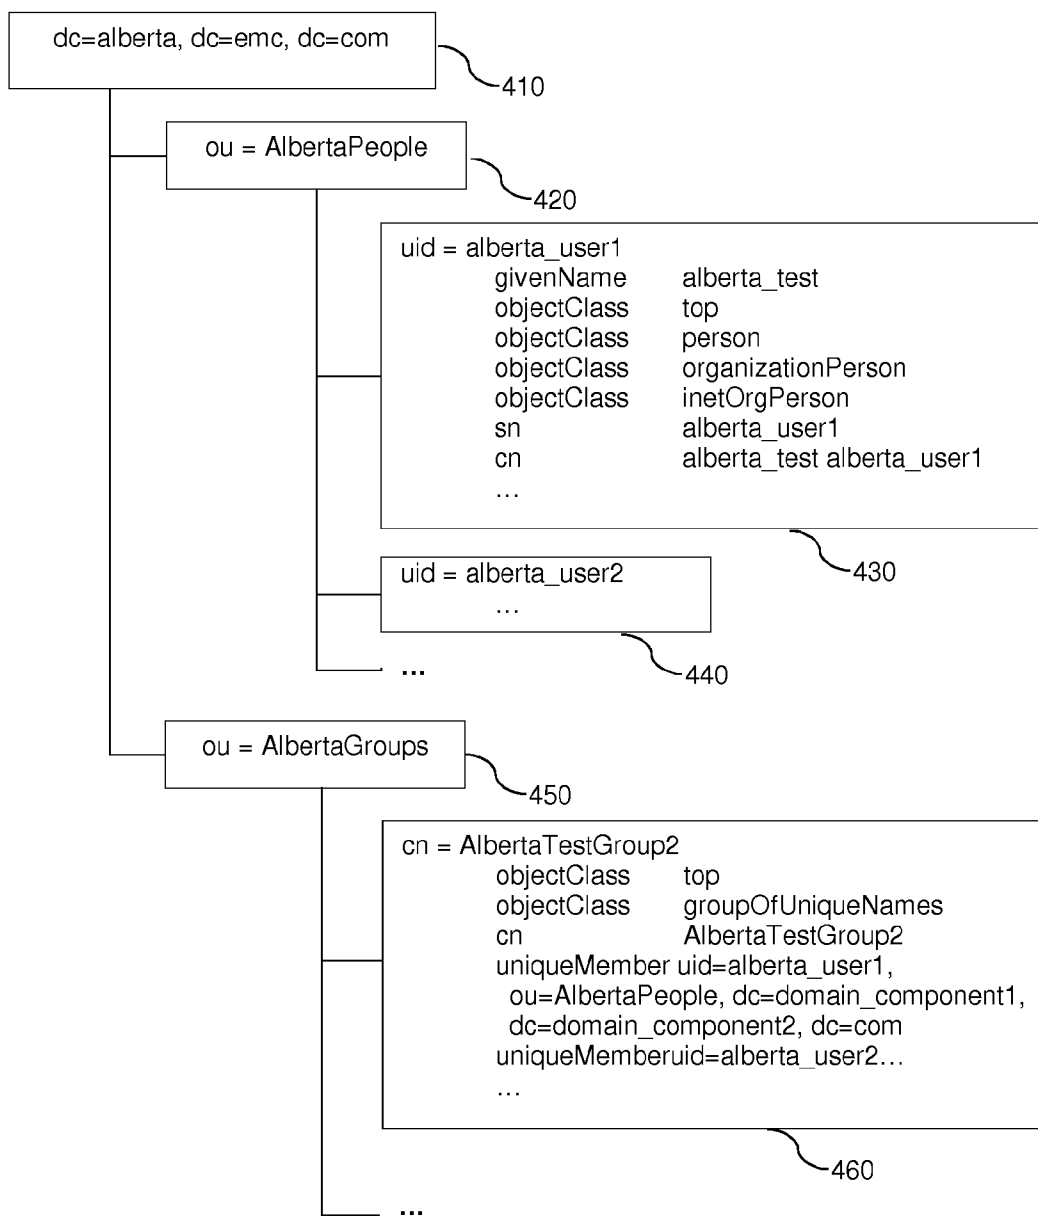 dc=alberta, dc=emc, dc=com
410
ou = AlbertaPeople
420
uid = alberta_user1
givenName alberta_test
objectClass top
objectClass person
objectClass organizationPerson
objectClass inetOrgPerson
sn alberta_user1
cn alberta_test alberta_user1
...
430
uid = alberta_user2
...
440
...
ou = AlbertaGroups
450
cn = AlbertaTestGroup2
objectClass top
objectClass groupOfUniqueNames
cn AlbertaTestGroup2
uniqueMember uid=alberta_user1,
ou=AlbertaPeople, dc=domain_component1,
dc=domain_component2, dc=com
uniqueMemberuid=alberta_user2...
...
460
...